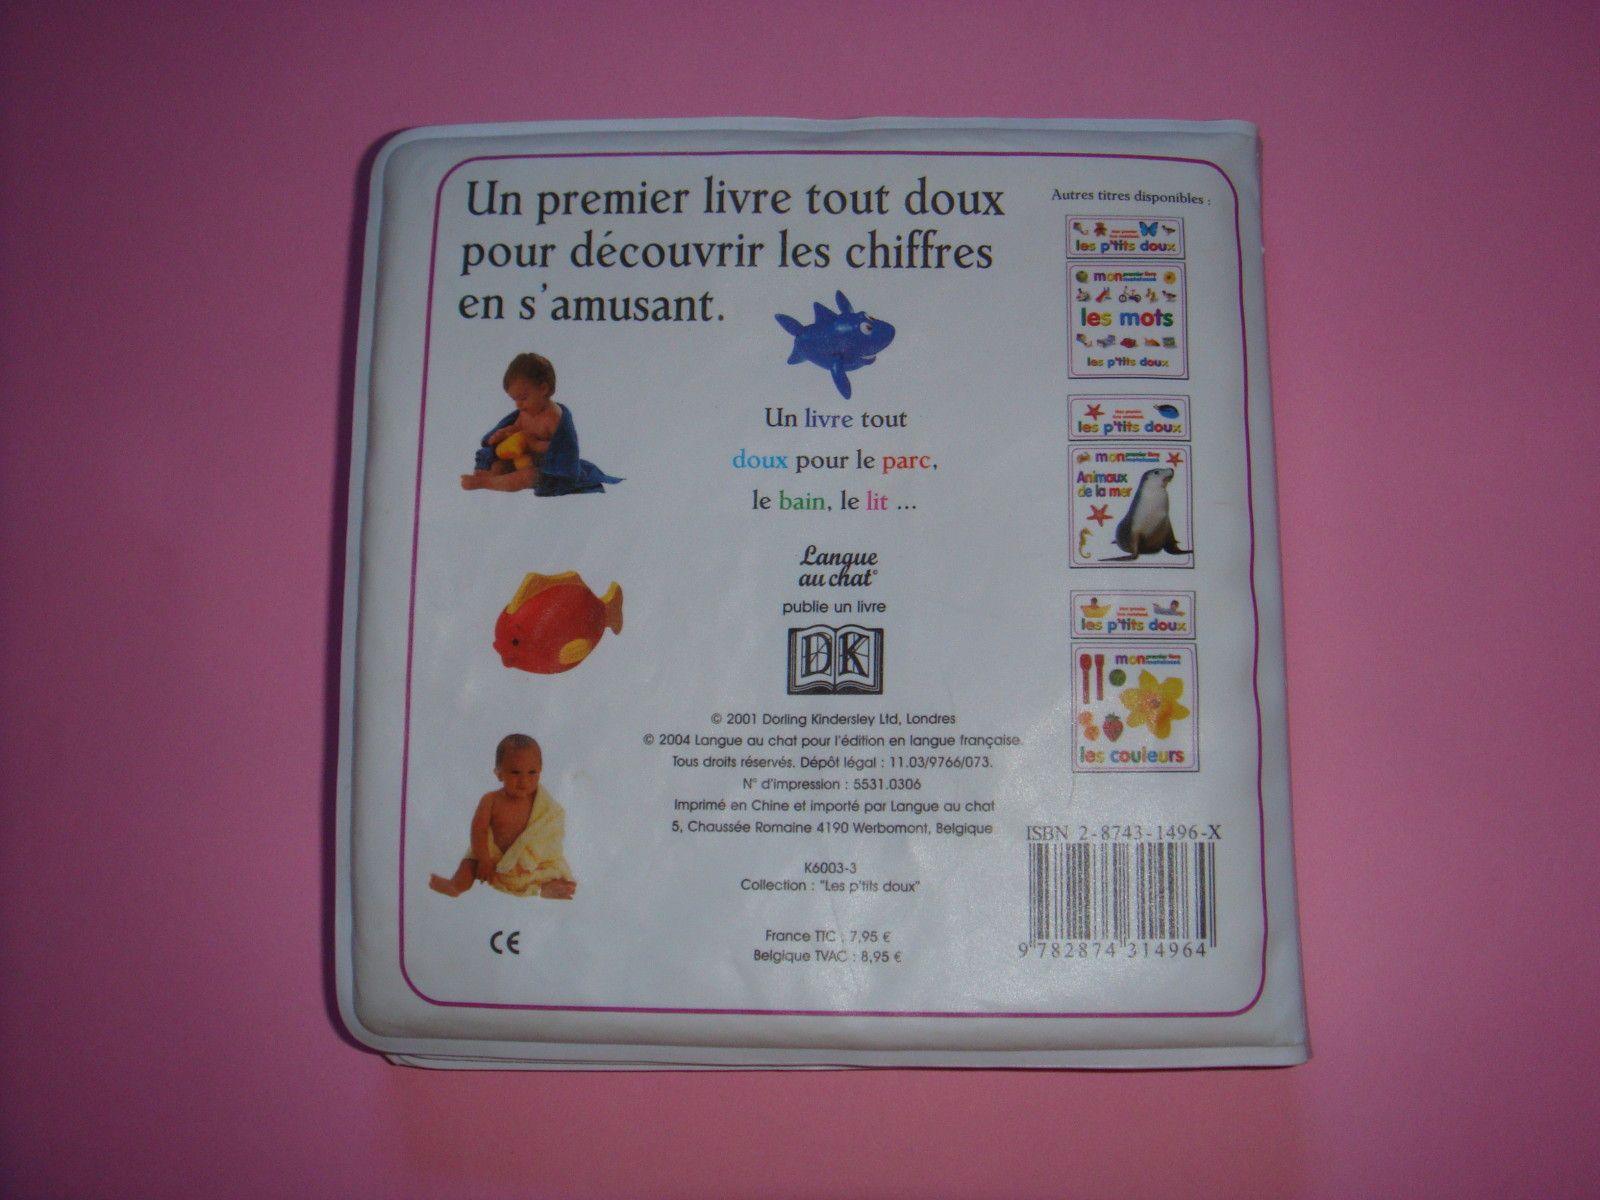 Un premier livre tout doux
pour découvrir les chiffres
en s'amusant.
Un livre tout
doux pour le parc,
le bain, le lit ...
Langue
au chat®
publie un livre
DK
© 2001 Dorling Kindersley Ltd, Londres
© 2004 Langue au chat pour l'édition en langue française.
Tous droits réservés. Dépôt légal : 11.03/9766/073.
N° d'impression : 5531.0306
Imprimé en Chine et importé par Langue au chat
5, Chaussée Romaine 4190 Werbomont, Belgique
K6003-3
Collection : "Les p'tits doux"
France TTC : 7,95 €
Belgique TVAC : 8,95 €
CE
Autres titres disponibles :
les p'tits doux
mon premier livre
les mots
les p'tits doux
les p'tits doux
mon premier livre
Animaux
de la mer
les p'tits doux
mon premier livre
les couleurs
ISBN 2-8743-1496-X
9 782874 314964